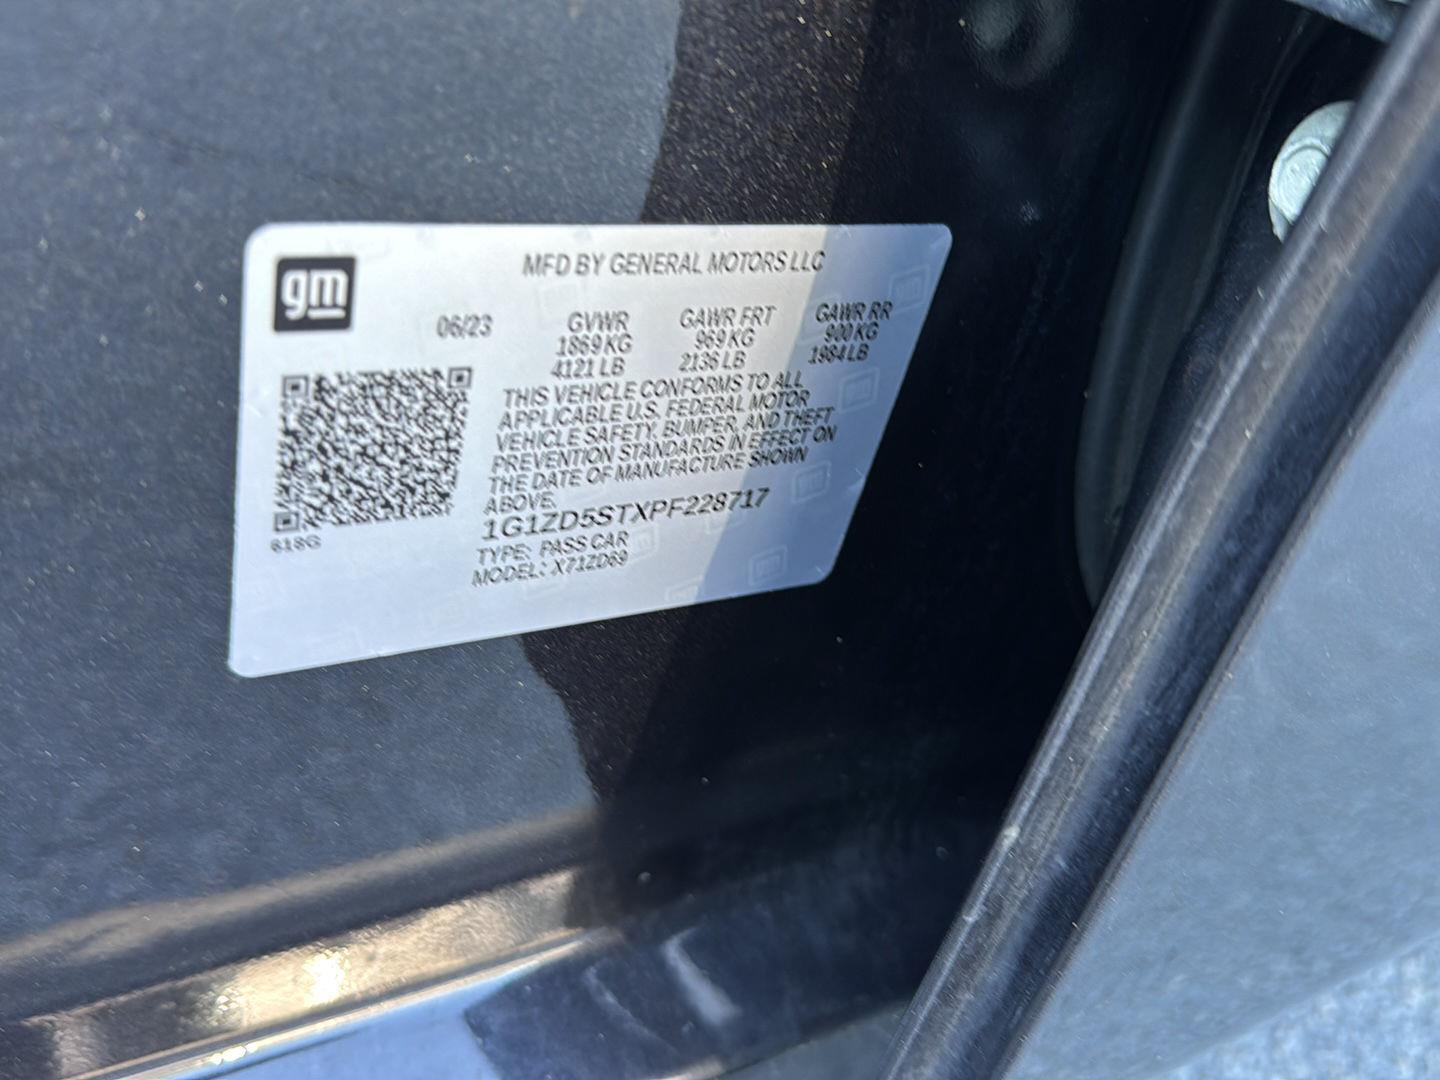 gm
MFD BY GENERAL MOTORS LLC
06/23
GVWR
1869 KG
4121 LB
GAWR FRT
969 KG
2136 LB
GAWR RR
900 KG
1984 LB
THIS VEHICLE CONFORMS TO ALL
APPLICABLE U.S. FEDERAL MOTOR
VEHICLE SAFETY, BUMPER, AND THEFT
PREVENTION STANDARDS IN EFFECT ON
THE DATE OF MANUFACTURE SHOWN
ABOVE.
1G1ZD5STXPF228717
TYPE: PASS CAR
MODEL: X71ZD69
618G